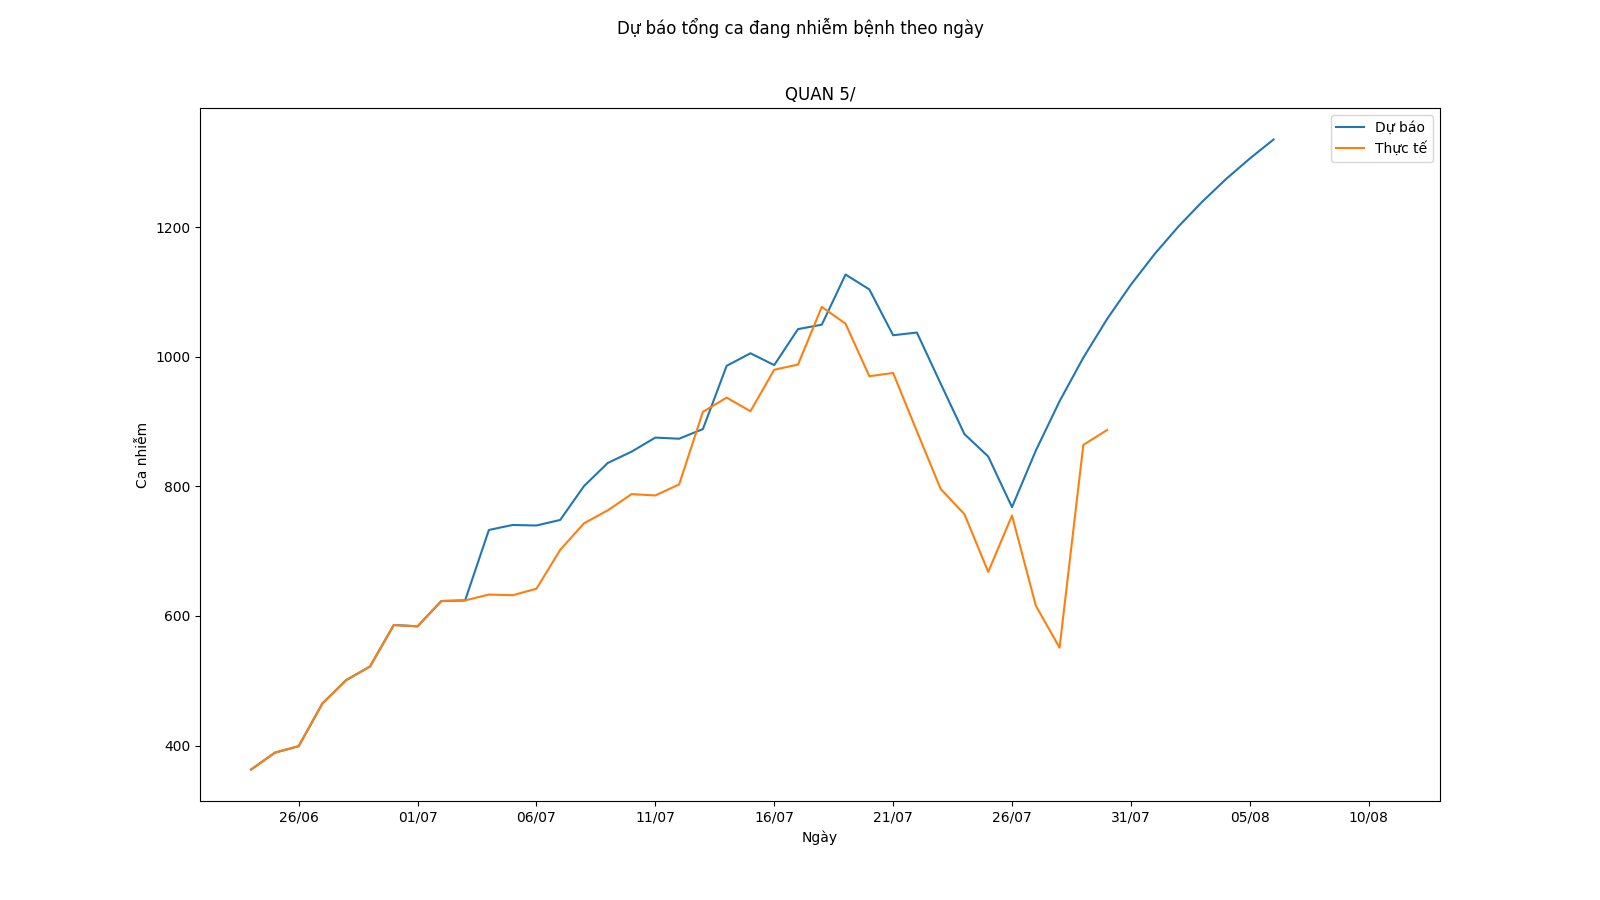 Dự báo tổng ca đang nhiễm bệnh theo ngày
QUAN 5/
Dự báo
Thực tế
1200
1000
800
600
400
Ca nhiễm
26/06 01/07 06/07 11/07 16/07 21/07 26/07 31/07 05/08 10/08
Ngày